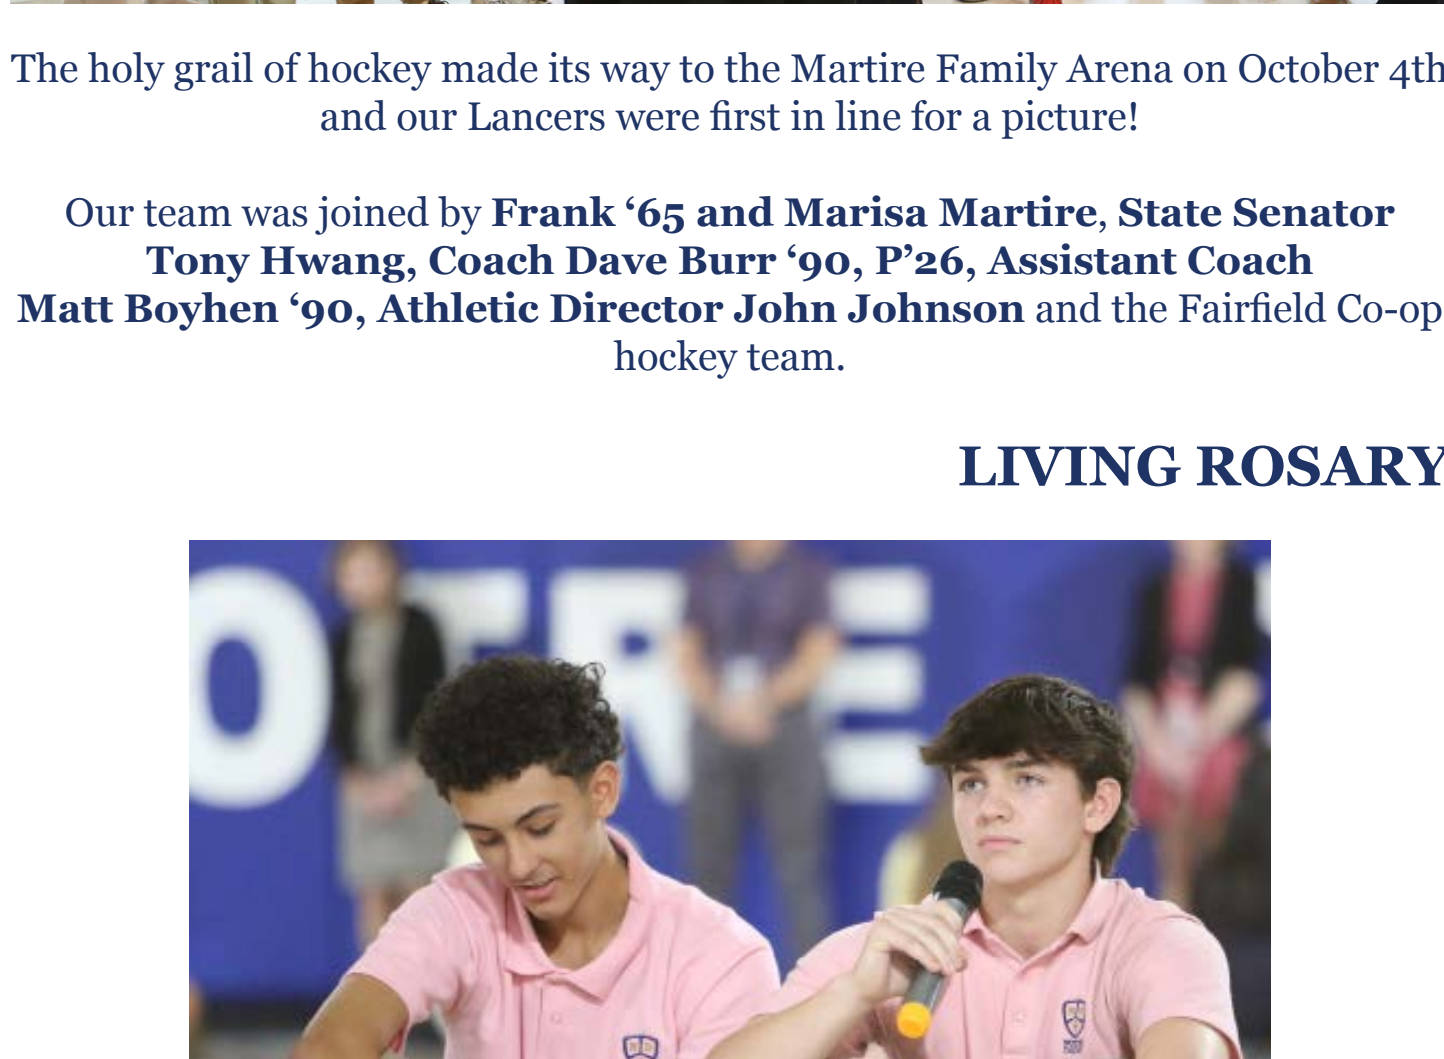 The holy grail of hockey made its way to the Martire Family Arena on October 4th
and our Lancers were first in line for a picture!
Our team was joined by Frank ‘65 and Marisa Martire, State Senator
Tony Hwang, Coach Dave Burr ‘90, P’26, Assistant Coach
Matt Boyhen ‘90, Athletic Director John Johnson and the Fairfield Co-op
hockey team.
LIVING ROSARY
OTRE